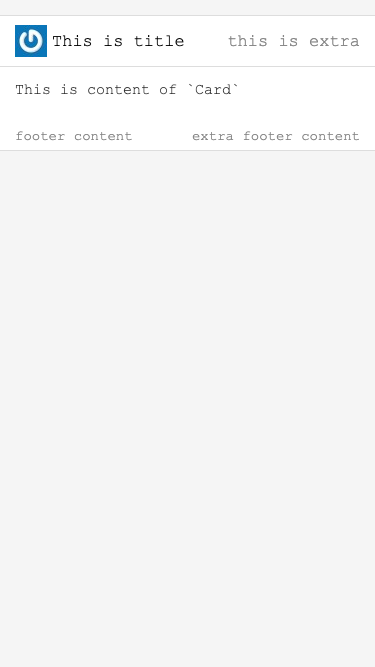 This is title this is extra
This is content of `Card`
footer content extra footer content